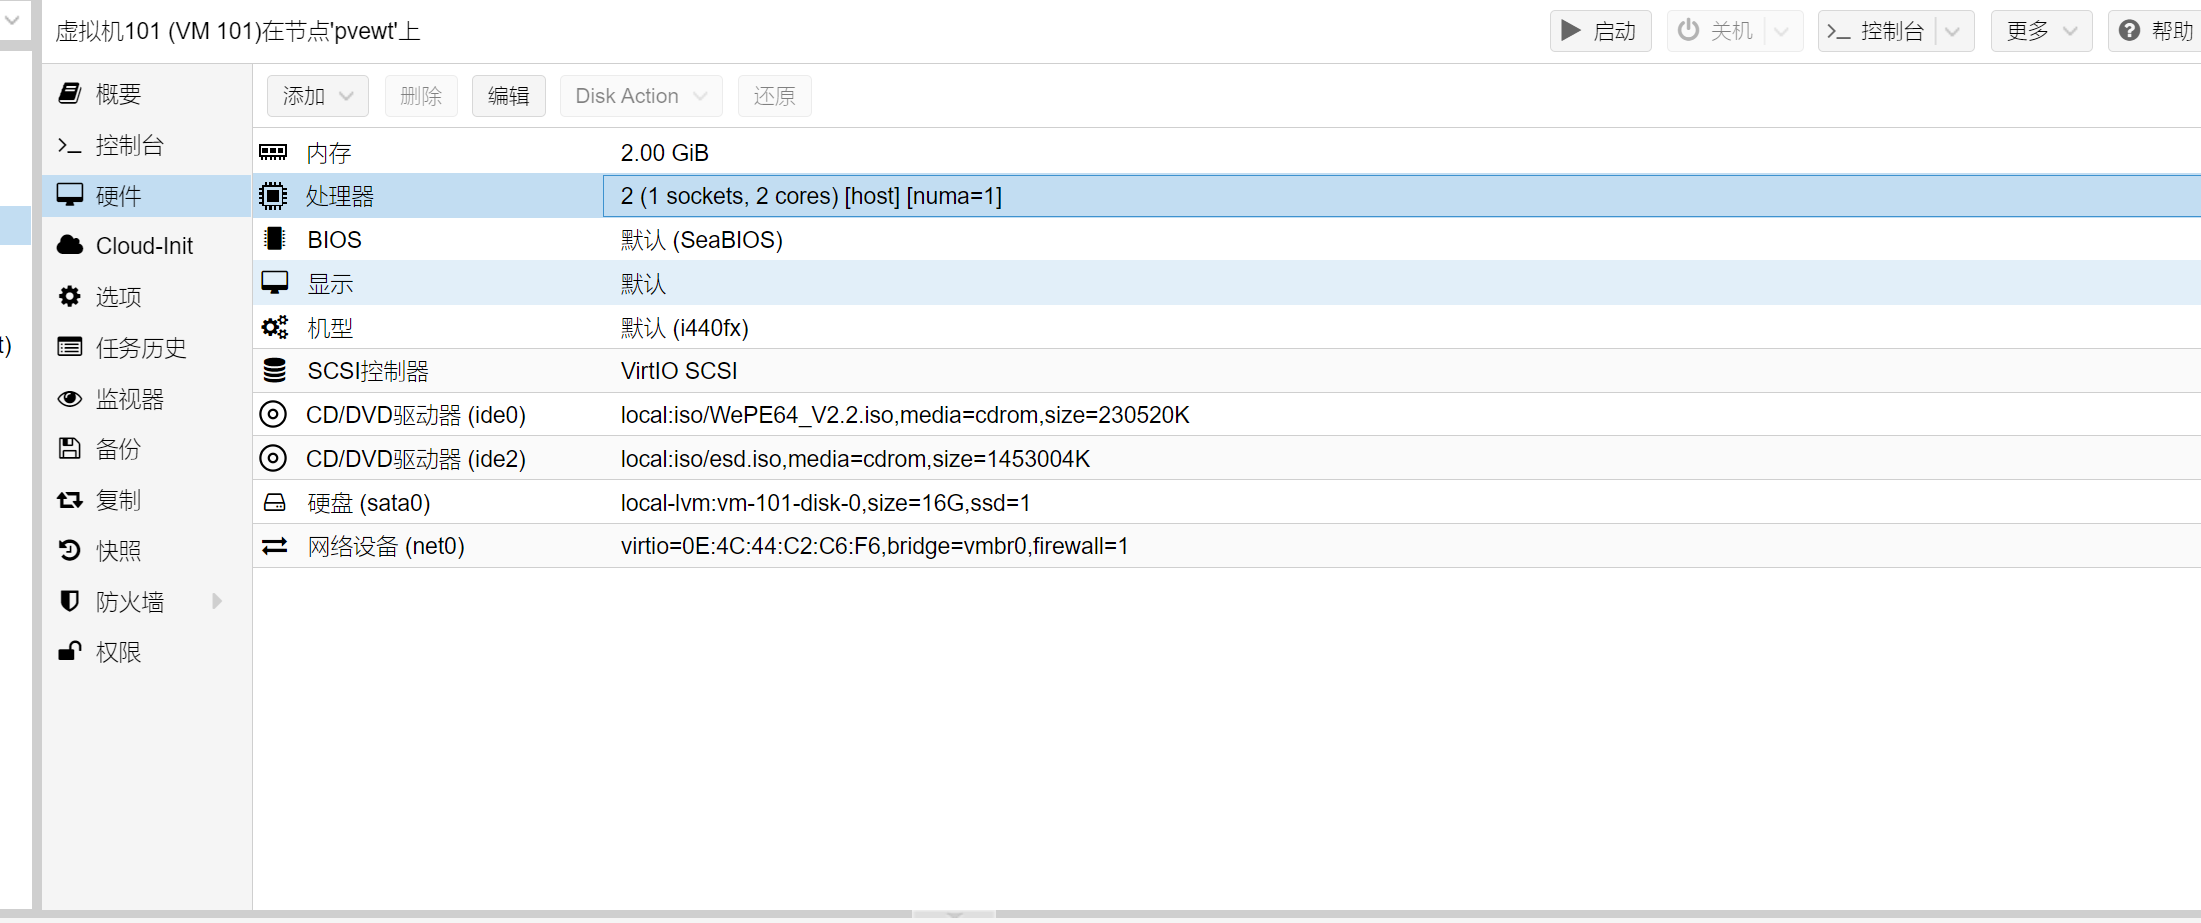 虚拟机101 (VM 101)在节点'pvewt'上
启动
关机
控制台
更多
帮助
概要
控制台
硬件
Cloud-Init
选项
任务历史
监视器
备份
复制
快照
防火墙
权限
t)
添加
删除
编辑
Disk Action
还原
内存 2.00 GiB
处理器 2 (1 sockets, 2 cores) [host] [numa=1]
BIOS 默认 (SeaBIOS)
显示 默认
机型 默认 (i440fx)
SCSI控制器 VirtIO SCSI
CD/DVD驱动器 (ide0) local:iso/WePE64_V2.2.iso,media=cdrom,size=230520K
CD/DVD驱动器 (ide2) local:iso/esd.iso,media=cdrom,size=1453004K
硬盘 (sata0) local-lvm:vm-101-disk-0,size=16G,ssd=1
网络设备 (net0) virtio=0E:4C:44:C2:C6:F6,bridge=vmbr0,firewall=1